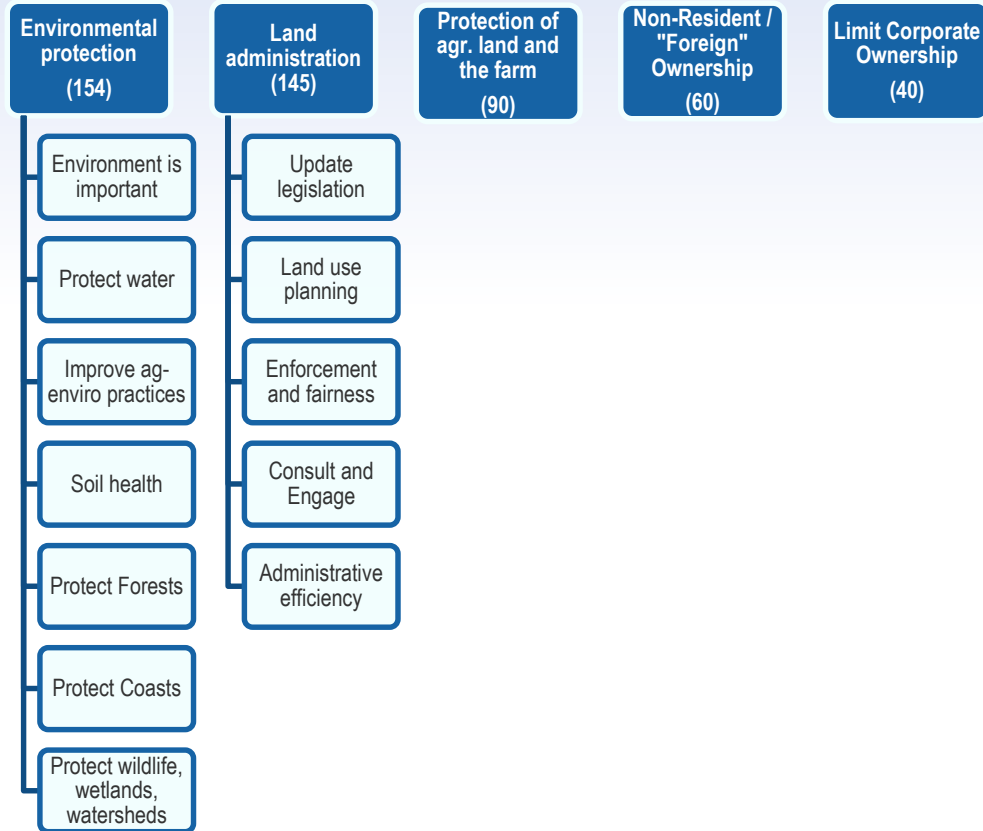 Environmental
protection
(154)
Environment is
important
Protect water
Improve ag-
enviro practices
Soil health
Protect Forests
Protect Coasts
Protect wildlife,
wetlands,
watersheds
Land
administration
(145)
Update
legislation
Land use
planning
Enforcement
and fairness
Consult and
Engage
Administrative
efficiency
Protection of
agr. land and
the farm
(90)
Non-Resident /
"Foreign"
Ownership
(60)
Limit Corporate
Ownership
(40)